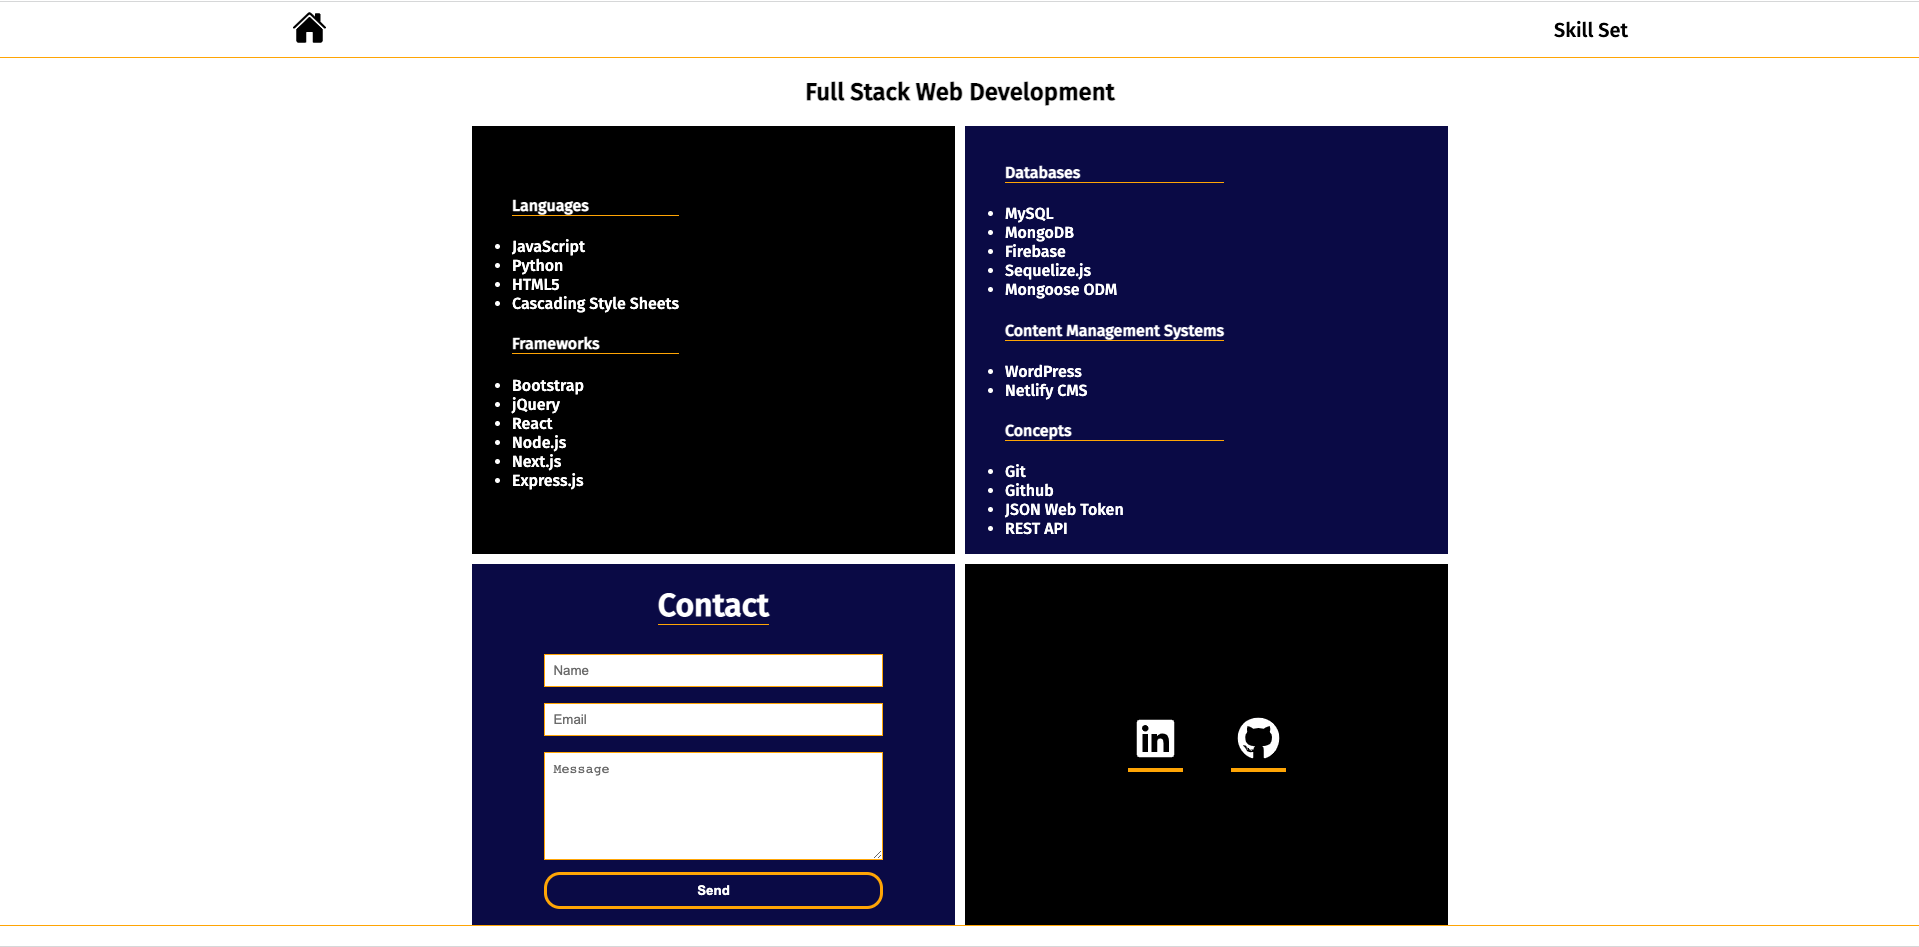 Skill Set
Full Stack Web Development
Languages
JavaScript
Python
HTML5
Cascading Style Sheets
Frameworks
Bootstrap
jQuery
React
Node.js
Next.js
Express.js
Databases
MySQL
MongoDB
Firebase
Sequelize.js
Mongoose ODM
Content Management Systems
WordPress
Netlify CMS
Concepts
Git
Github
JSON Web Token
REST API
Contact
Name
Email
Message
Send
in